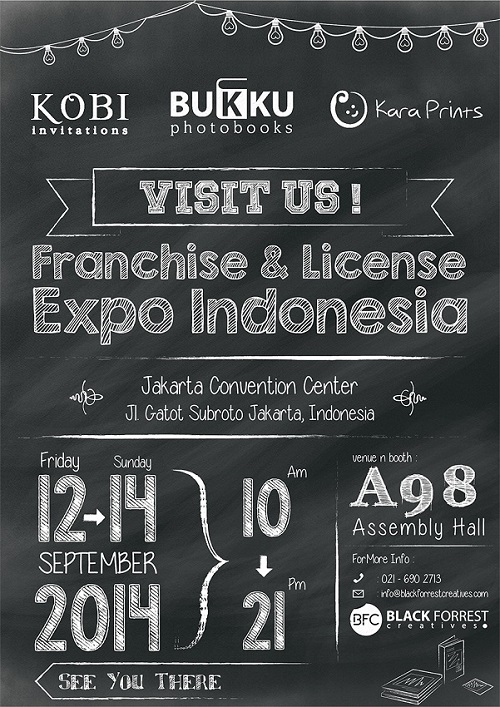 KOBI
invitations
BUKKU
photobooks
Kara Prints
VISIT US !
Franchise & License
Expo Indonesia
Jakarta Convention Center
Jl. Gatot Subroto Jakarta, Indonesia
Friday Sunday
12 14
SEPTEMBER
2014
10 Am
21 Pm
venue n booth :
A98
Assembly Hall
For More Info :
: 021 - 690 2713
: info@blackforrestcreatives.com
BFC BLACK FORREST
creatives
SEE YOU THERE